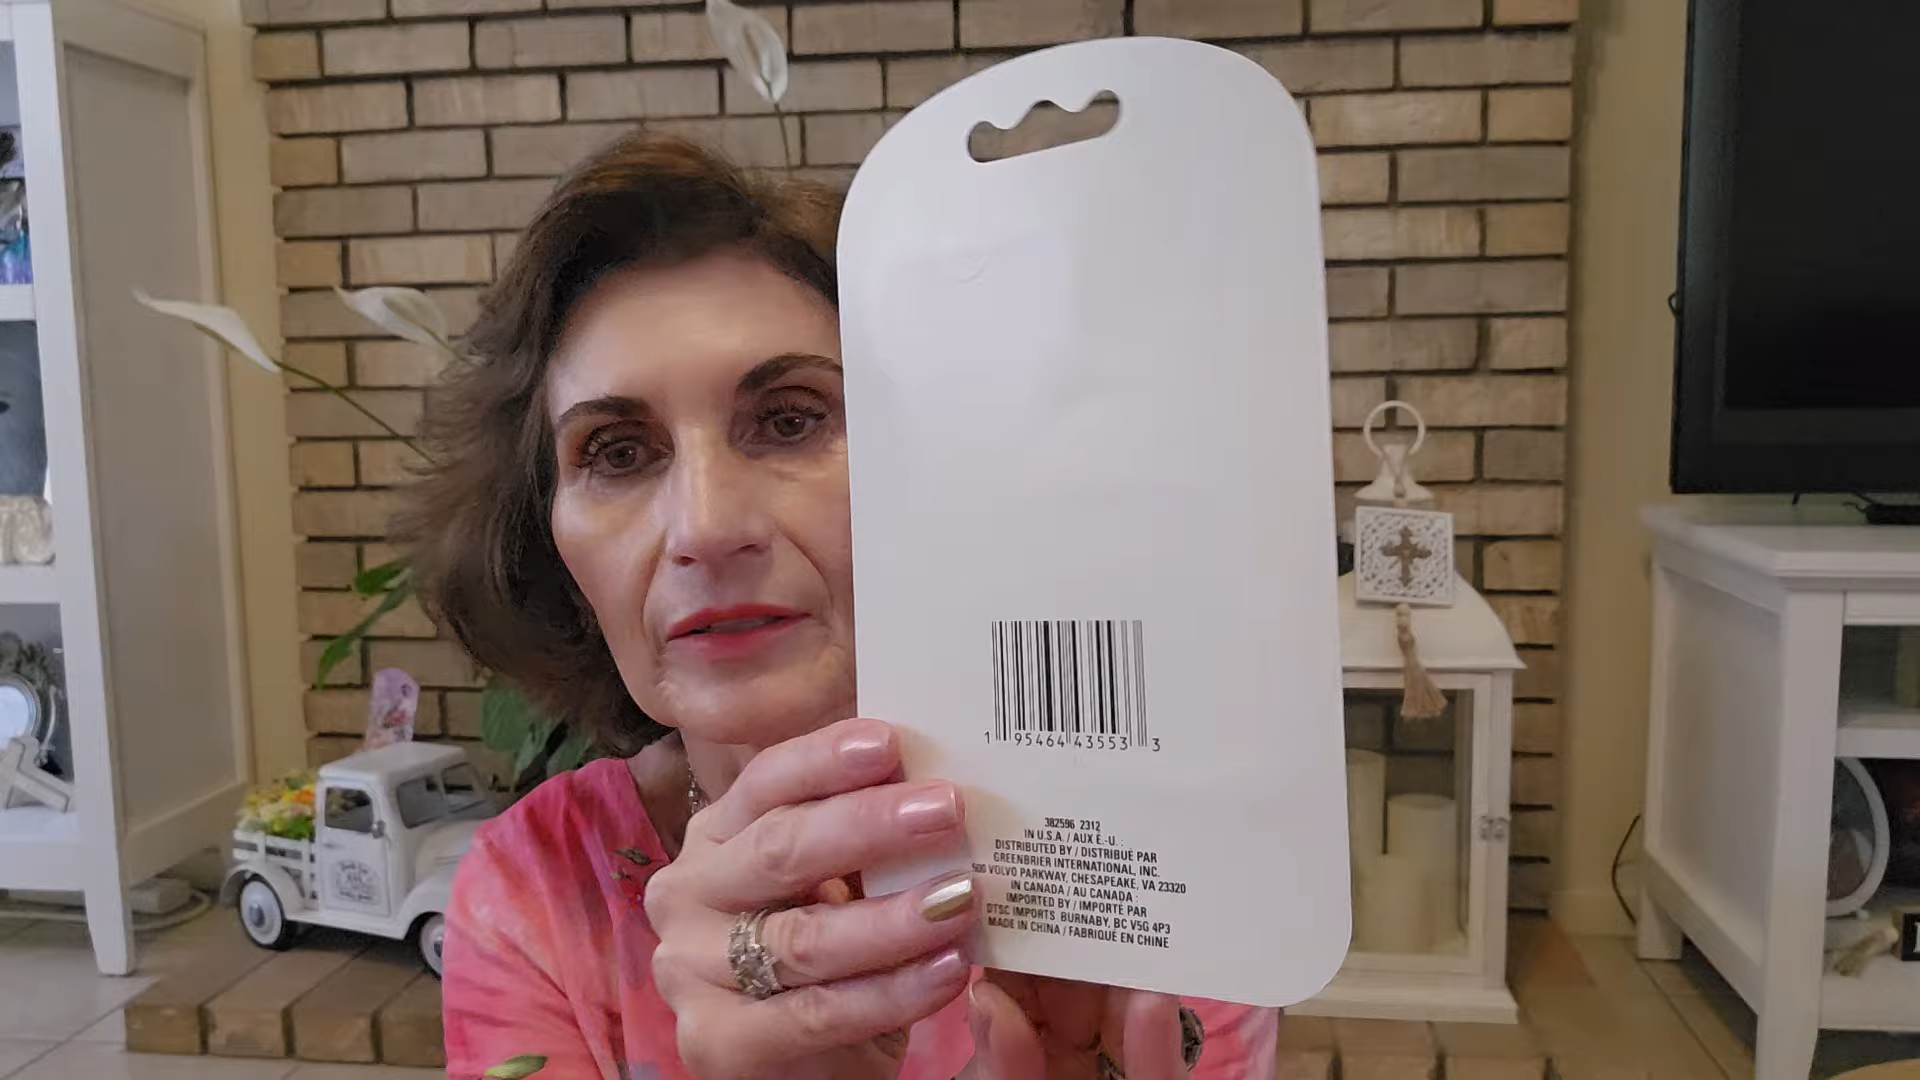 1 95464 43553 3
382596 2312
IN U.S.A. / AUX É.-U. :
DISTRIBUTED BY / DISTRIBUÉ PAR
GREENBRIER INTERNATIONAL, INC.
500 VOLVO PARKWAY, CHESAPEAKE, VA 23320
IN CANADA / AU CANADA :
IMPORTED BY / IMPORTÉ PAR
DTSC IMPORTS BURNABY, BC V5G 4P3
MADE IN CHINA / FABRIQUÉ EN CHINE